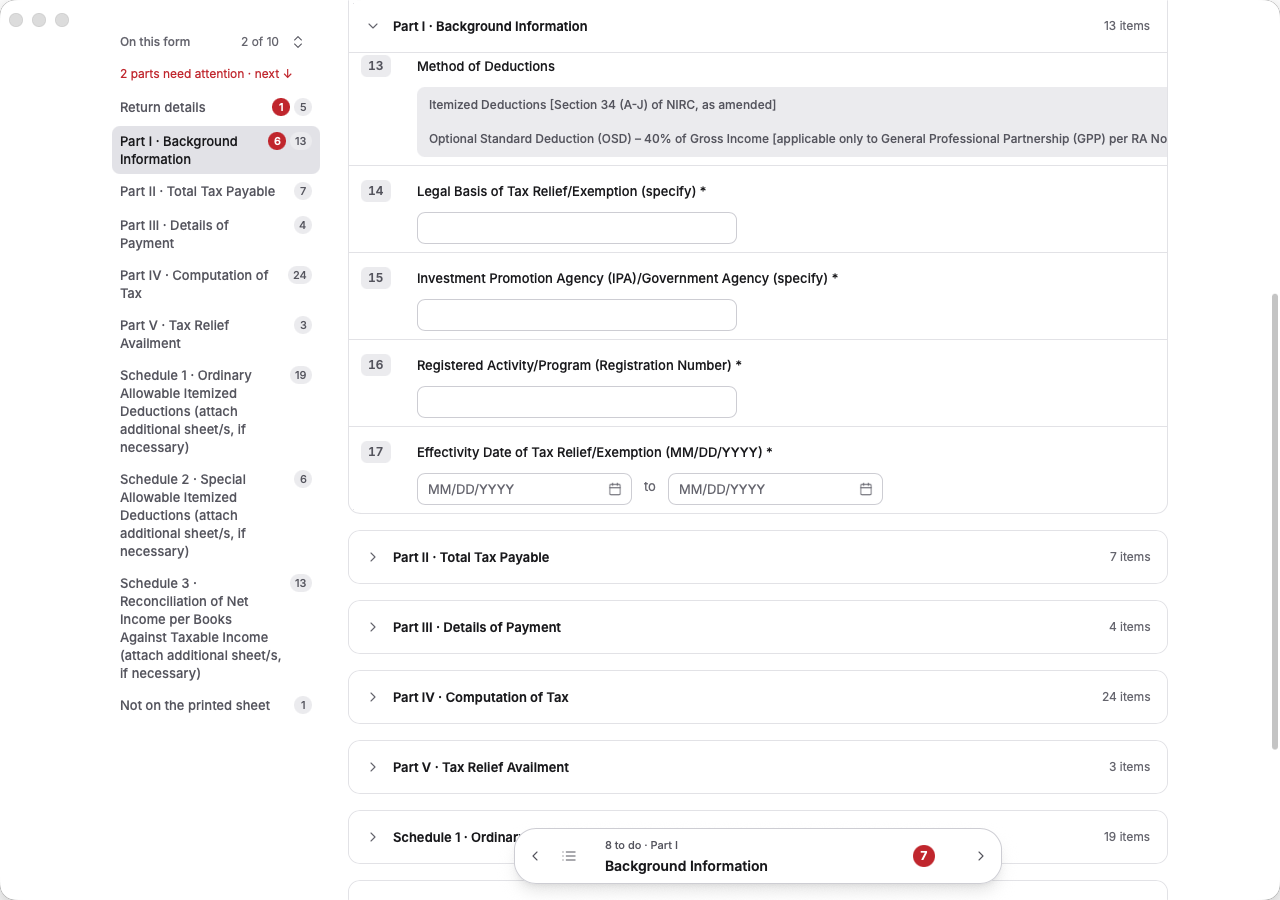 On this form
2 of 10
2 parts need attention · next ↓
Return details
1
5
Part I · Background
Information
6
13
Part II · Total Tax Payable
7
Part III · Details of
Payment
4
Part IV · Computation of
Tax
24
Part V · Tax Relief
Availment
3
Schedule 1 · Ordinary
Allowable Itemized
Deductions (attach
additional sheet/s, if
necessary)
19
Schedule 2 · Special
Allowable Itemized
Deductions (attach
additional sheet/s, if
necessary)
6
Schedule 3 ·
Reconciliation of Net
Income per Books
Against Taxable Income
(attach additional sheet/s,
if necessary)
13
Not on the printed sheet
1
Part I · Background Information
13 items
13
Method of Deductions
Itemized Deductions [Section 34 (A-J) of NIRC, as amended]
Optional Standard Deduction (OSD) – 40% of Gross Income [applicable only to General Professional Partnership (GPP) per RA No
14
Legal Basis of Tax Relief/Exemption (specify) *
15
Investment Promotion Agency (IPA)/Government Agency (specify) *
16
Registered Activity/Program (Registration Number) *
17
Effectivity Date of Tax Relief/Exemption (MM/DD/YYYY) *
MM/DD/YYYY
to
MM/DD/YYYY
Part II · Total Tax Payable
7 items
Part III · Details of Payment
4 items
Part IV · Computation of Tax
24 items
Part V · Tax Relief Availment
3 items
Schedule 1 · Ordinar
19 items
8 to do · Part I
Background Information
7